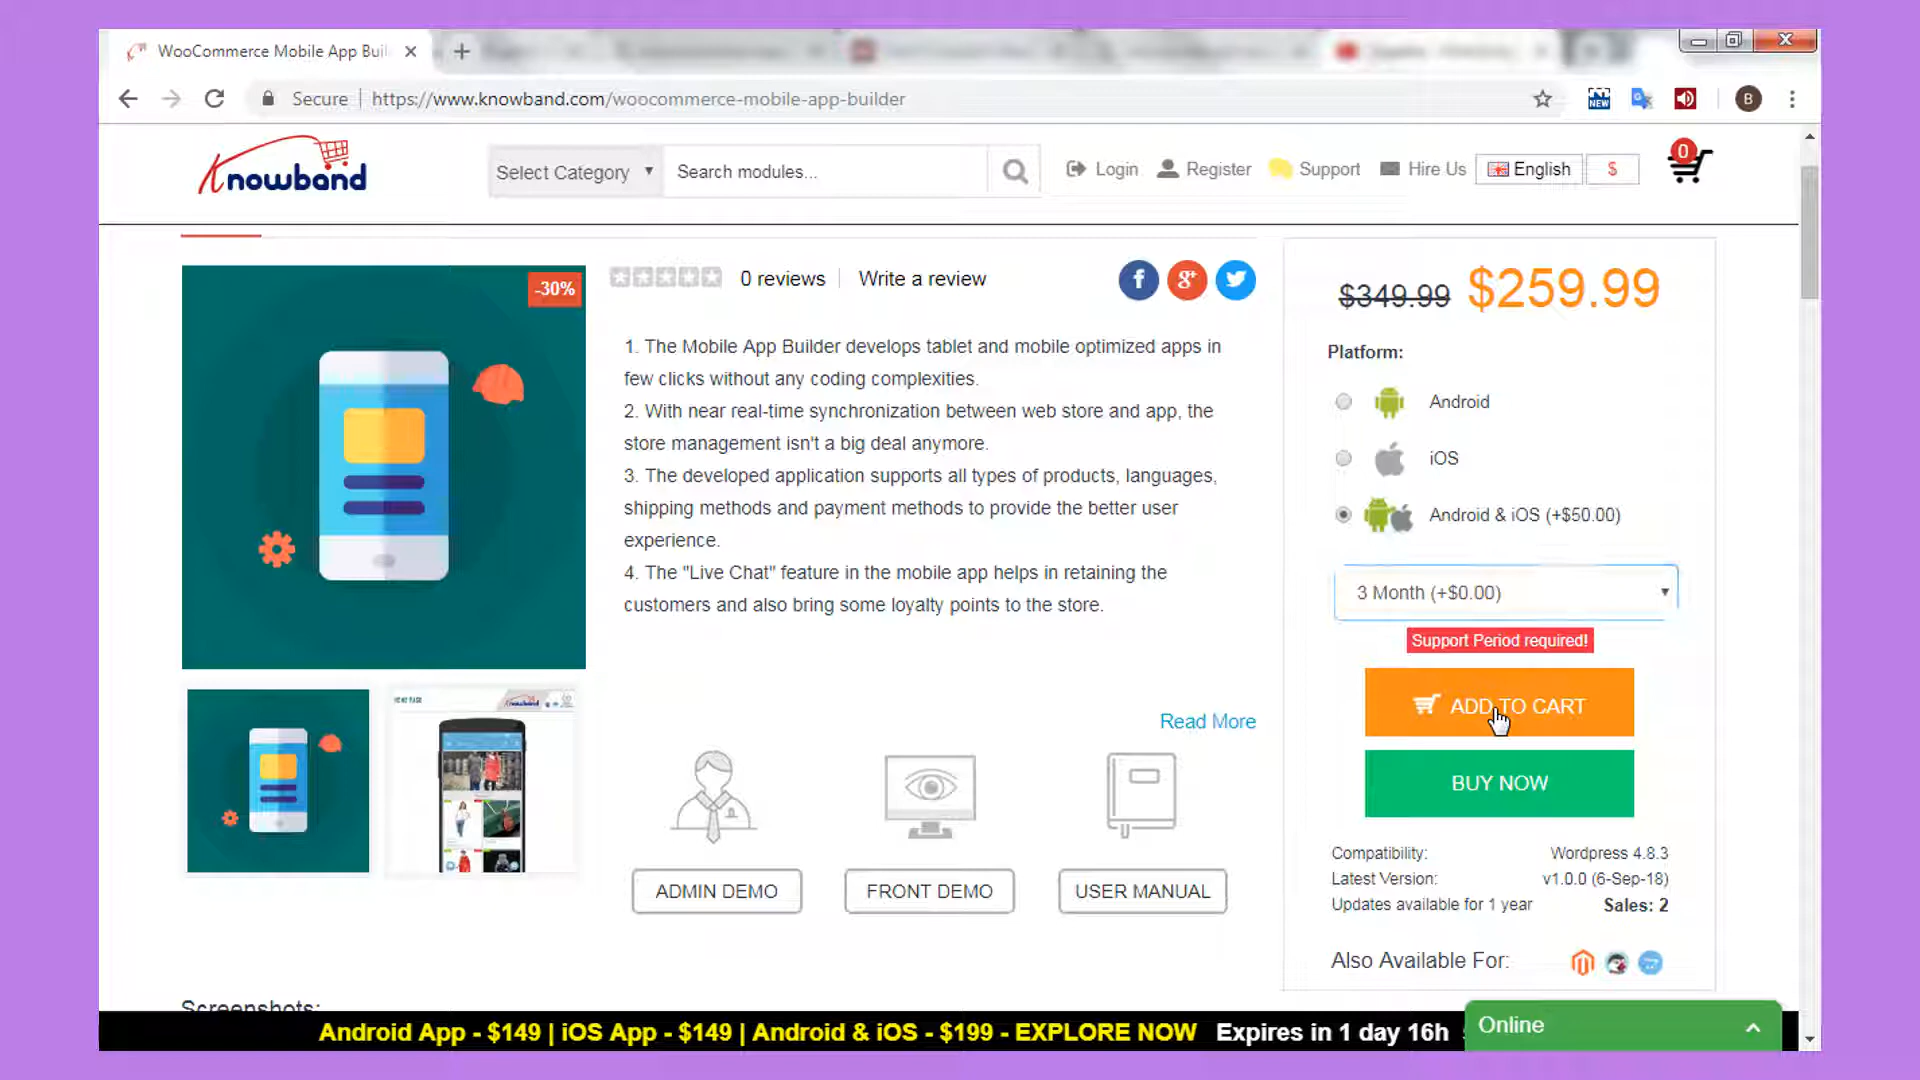 WooCommerce Mobile App Buil
Secure https://www.knowband.com/woocommerce-mobile-app-builder
NEW
B
Knowband
Select Category
Search modules...
Login
Register
Support
Hire Us
English
$
0
-30%
0 reviews
Write a review
$349.99 $259.99
Platform:
1. The Mobile App Builder develops tablet and mobile optimized apps in
few clicks without any coding complexities.
2. With near real-time synchronization between web store and app, the
store management isn't a big deal anymore.
3. The developed application supports all types of products, languages,
shipping methods and payment methods to provide the better user
experience.
4. The "Live Chat" feature in the mobile app helps in retaining the
customers and also bring some loyalty points to the store.
Read More
Android
iOS
Android & iOS (+$50.00)
3 Month (+$0.00)
Support Period required!
ADD TO CART
BUY NOW
HOME PAGE
Knowband
ADMIN DEMO
FRONT DEMO
USER MANUAL
Compatibility: Wordpress 4.8.3
Latest Version: v1.0.0 (6-Sep-18)
Updates available for 1 year Sales: 2
Also Available For:
Screenshots:
Android App - $149 | iOS App - $149 | Android & iOS - $199 - EXPLORE NOW Expires in 1 day 16h
Online